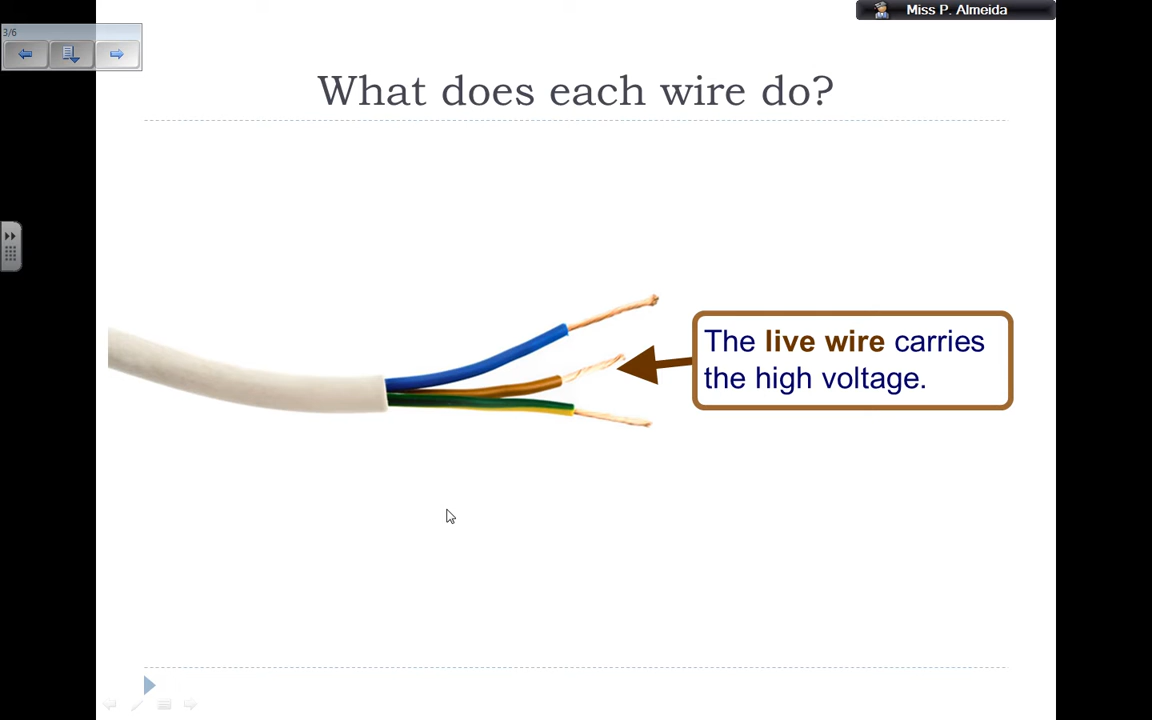 Miss P. Almeida
3/6
What does each wire do?
The live wire carries
the high voltage.